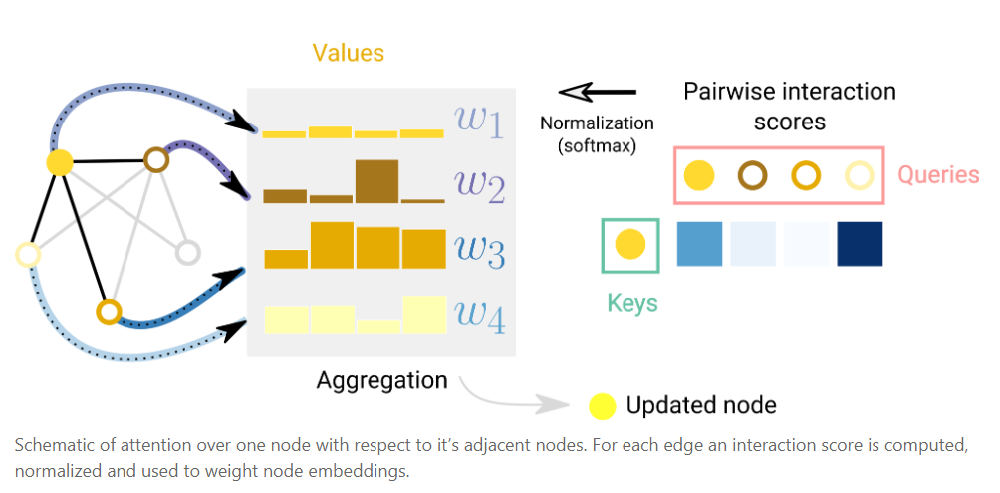 Values
w1
w2
w3
w4
Aggregation
Normalization
(softmax)
Pairwise interaction
scores
Queries
Keys
Updated node
Schematic of attention over one node with respect to it’s adjacent nodes. For each edge an interaction score is computed,
normalized and used to weight node embeddings.